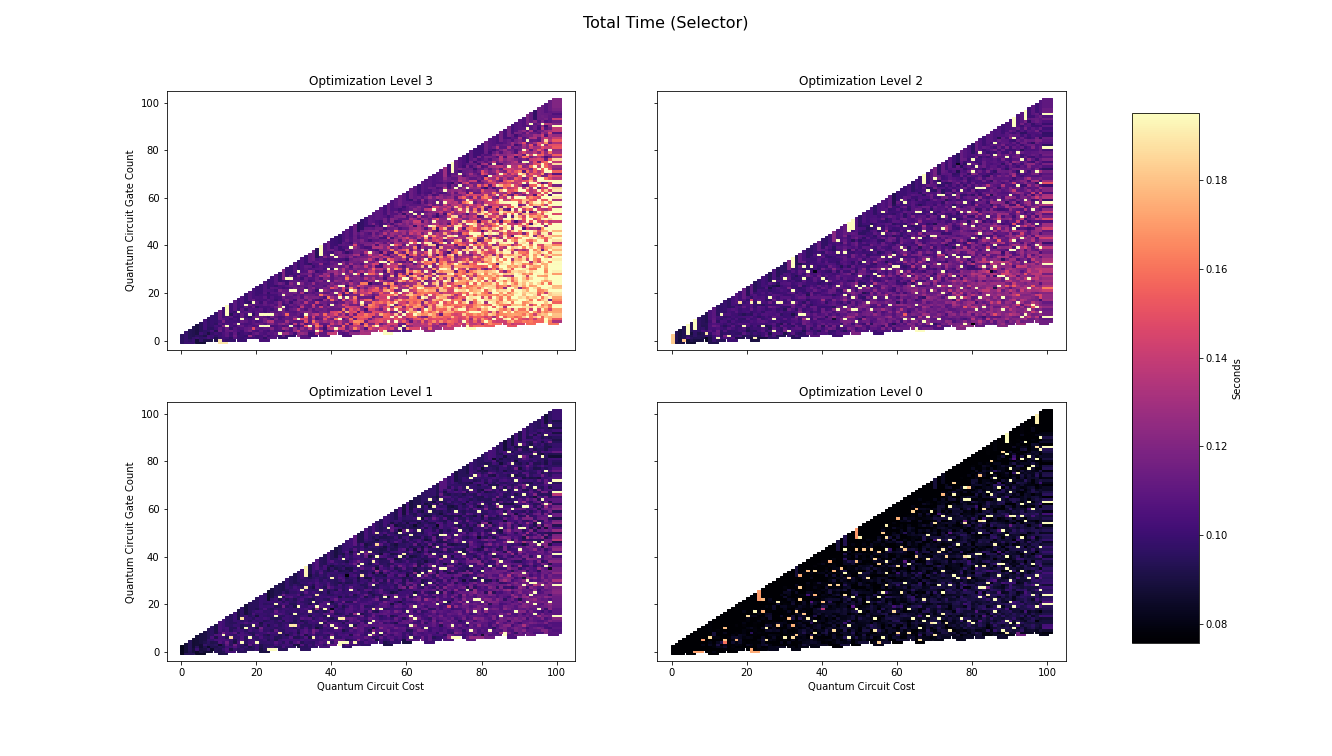 Total Time (Selector)
Optimization Level 3
Optimization Level 2
Quantum Circuit Gate Count
100
80
60
40
20
0
0.18
0.16
0.14
0.12
0.10
0.08
Seconds
Optimization Level 1
Optimization Level 0
Quantum Circuit Gate Count
100
80
60
40
20
0
0 20 40 60 80 100
0 20 40 60 80 100
Quantum Circuit Cost
Quantum Circuit Cost